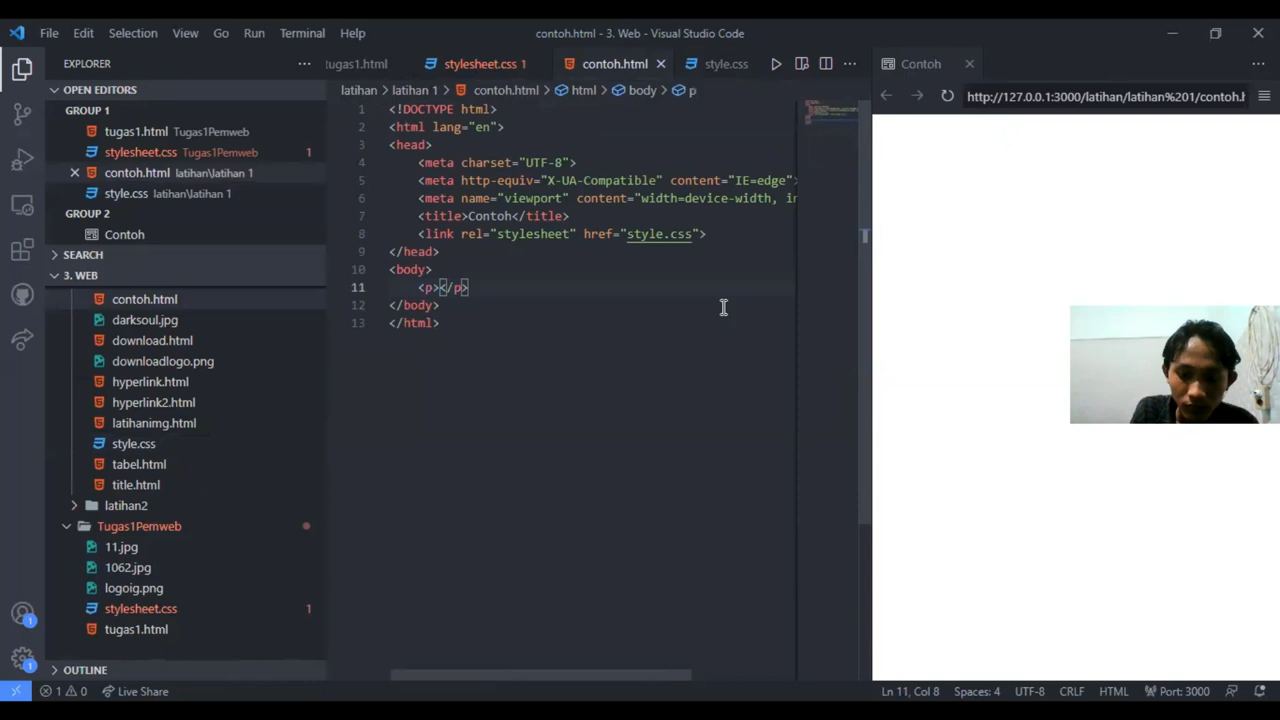 File Edit Selection View Go Run Terminal Help
contoh.html - 3. Web - Visual Studio Code
EXPLORER
OPEN EDITORS
GROUP 1
tugas1.html Tugas1Pemweb
stylesheet.css Tugas1Pemweb 1
contoh.html latihan\latihan 1
style.css latihan\latihan 1
GROUP 2
Contoh
SEARCH
3. WEB
contoh.html
darksoul.jpg
download.html
downloadlogo.png
hyperlink.html
hyperlink2.html
latihanimg.html
style.css
tabel.html
title.html
latihan2
Tugas1Pemweb
11.jpg
1062.jpg
logoig.png
stylesheet.css 1
tugas1.html
OUTLINE
tugas1.html stylesheet.css 1 contoh.html style.css
latihan > latihan 1 > contoh.html > html > body > p
1 <!DOCTYPE html>
2 <html lang="en">
3 <head>
4 <meta charset="UTF-8">
5 <meta http-equiv="X-UA-Compatible" content="IE=edge">
6 <meta name="viewport" content="width=device-width, in
7 <title>Contoh</title>
8 <link rel="stylesheet" href="style.css">
9 </head>
10 <body>
11 <p></p>
12 </body>
13 </html>
Contoh
http://127.0.0.1:3000/latihan/latihan%201/contoh.h
1
1
1 0 Live Share
Ln 11, Col 8 Spaces: 4 UTF-8 CRLF HTML Port: 3000